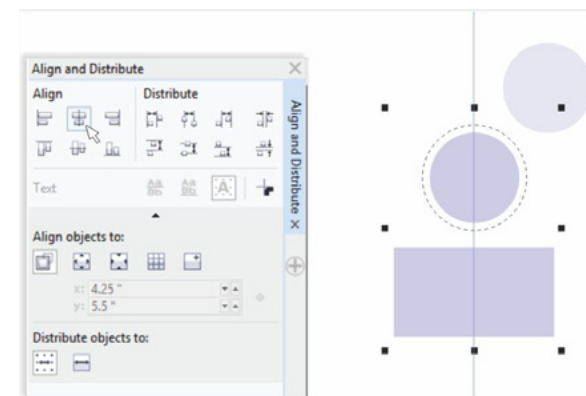 Align and Distribute
Align
Distribute
Align and Distribute
Text
Align objects to:
x: 4.25 "
y: 5.5 "
Distribute objects to: